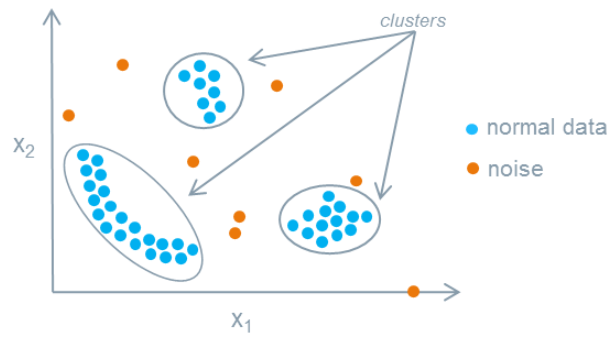 clusters
x₂
normal data
noise
x₁